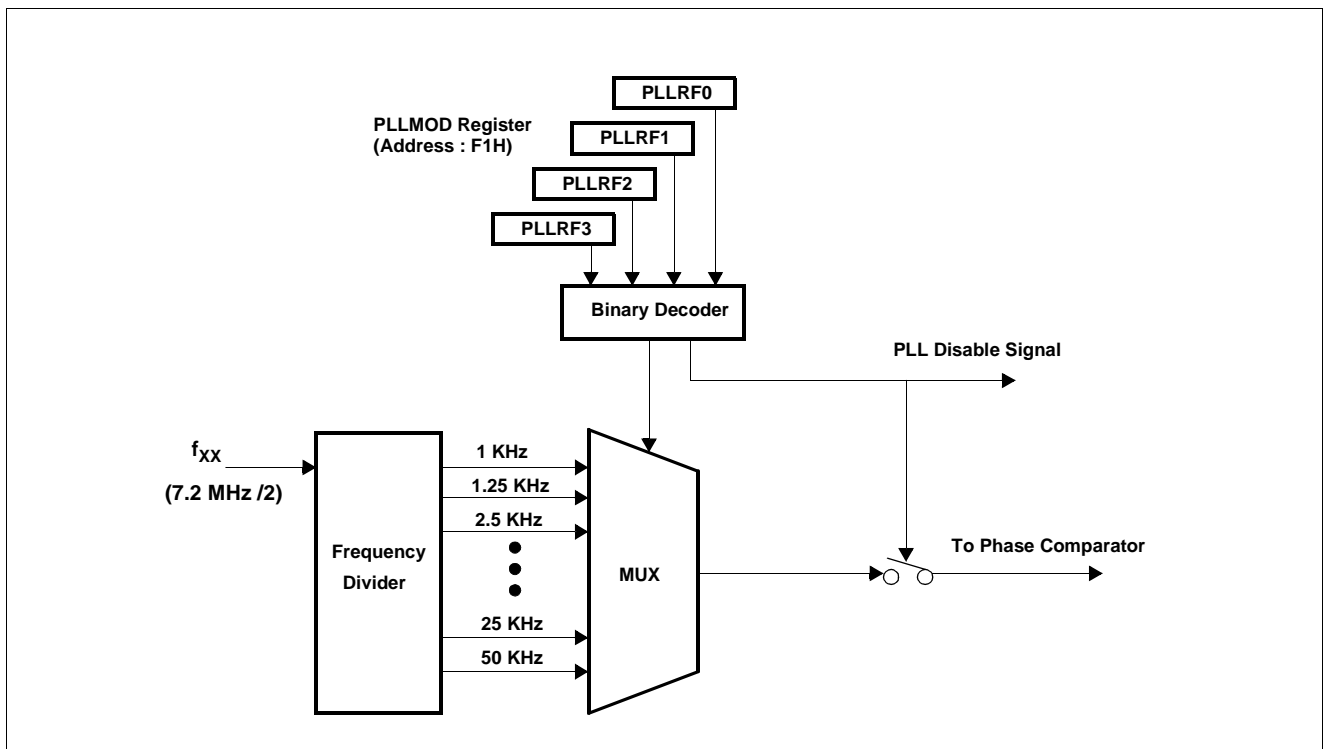 PLLRF0
PLLMOD Register
(Address : F1H)
PLLRF1
PLLRF2
PLLRF3
Binary Decoder
PLL Disable Signal
fXX
(7.2 MHz /2)
1 KHz
1.25 KHz
2.5 KHz
Frequency
Divider
MUX
To Phase Comparator
25 KHz
50 KHz